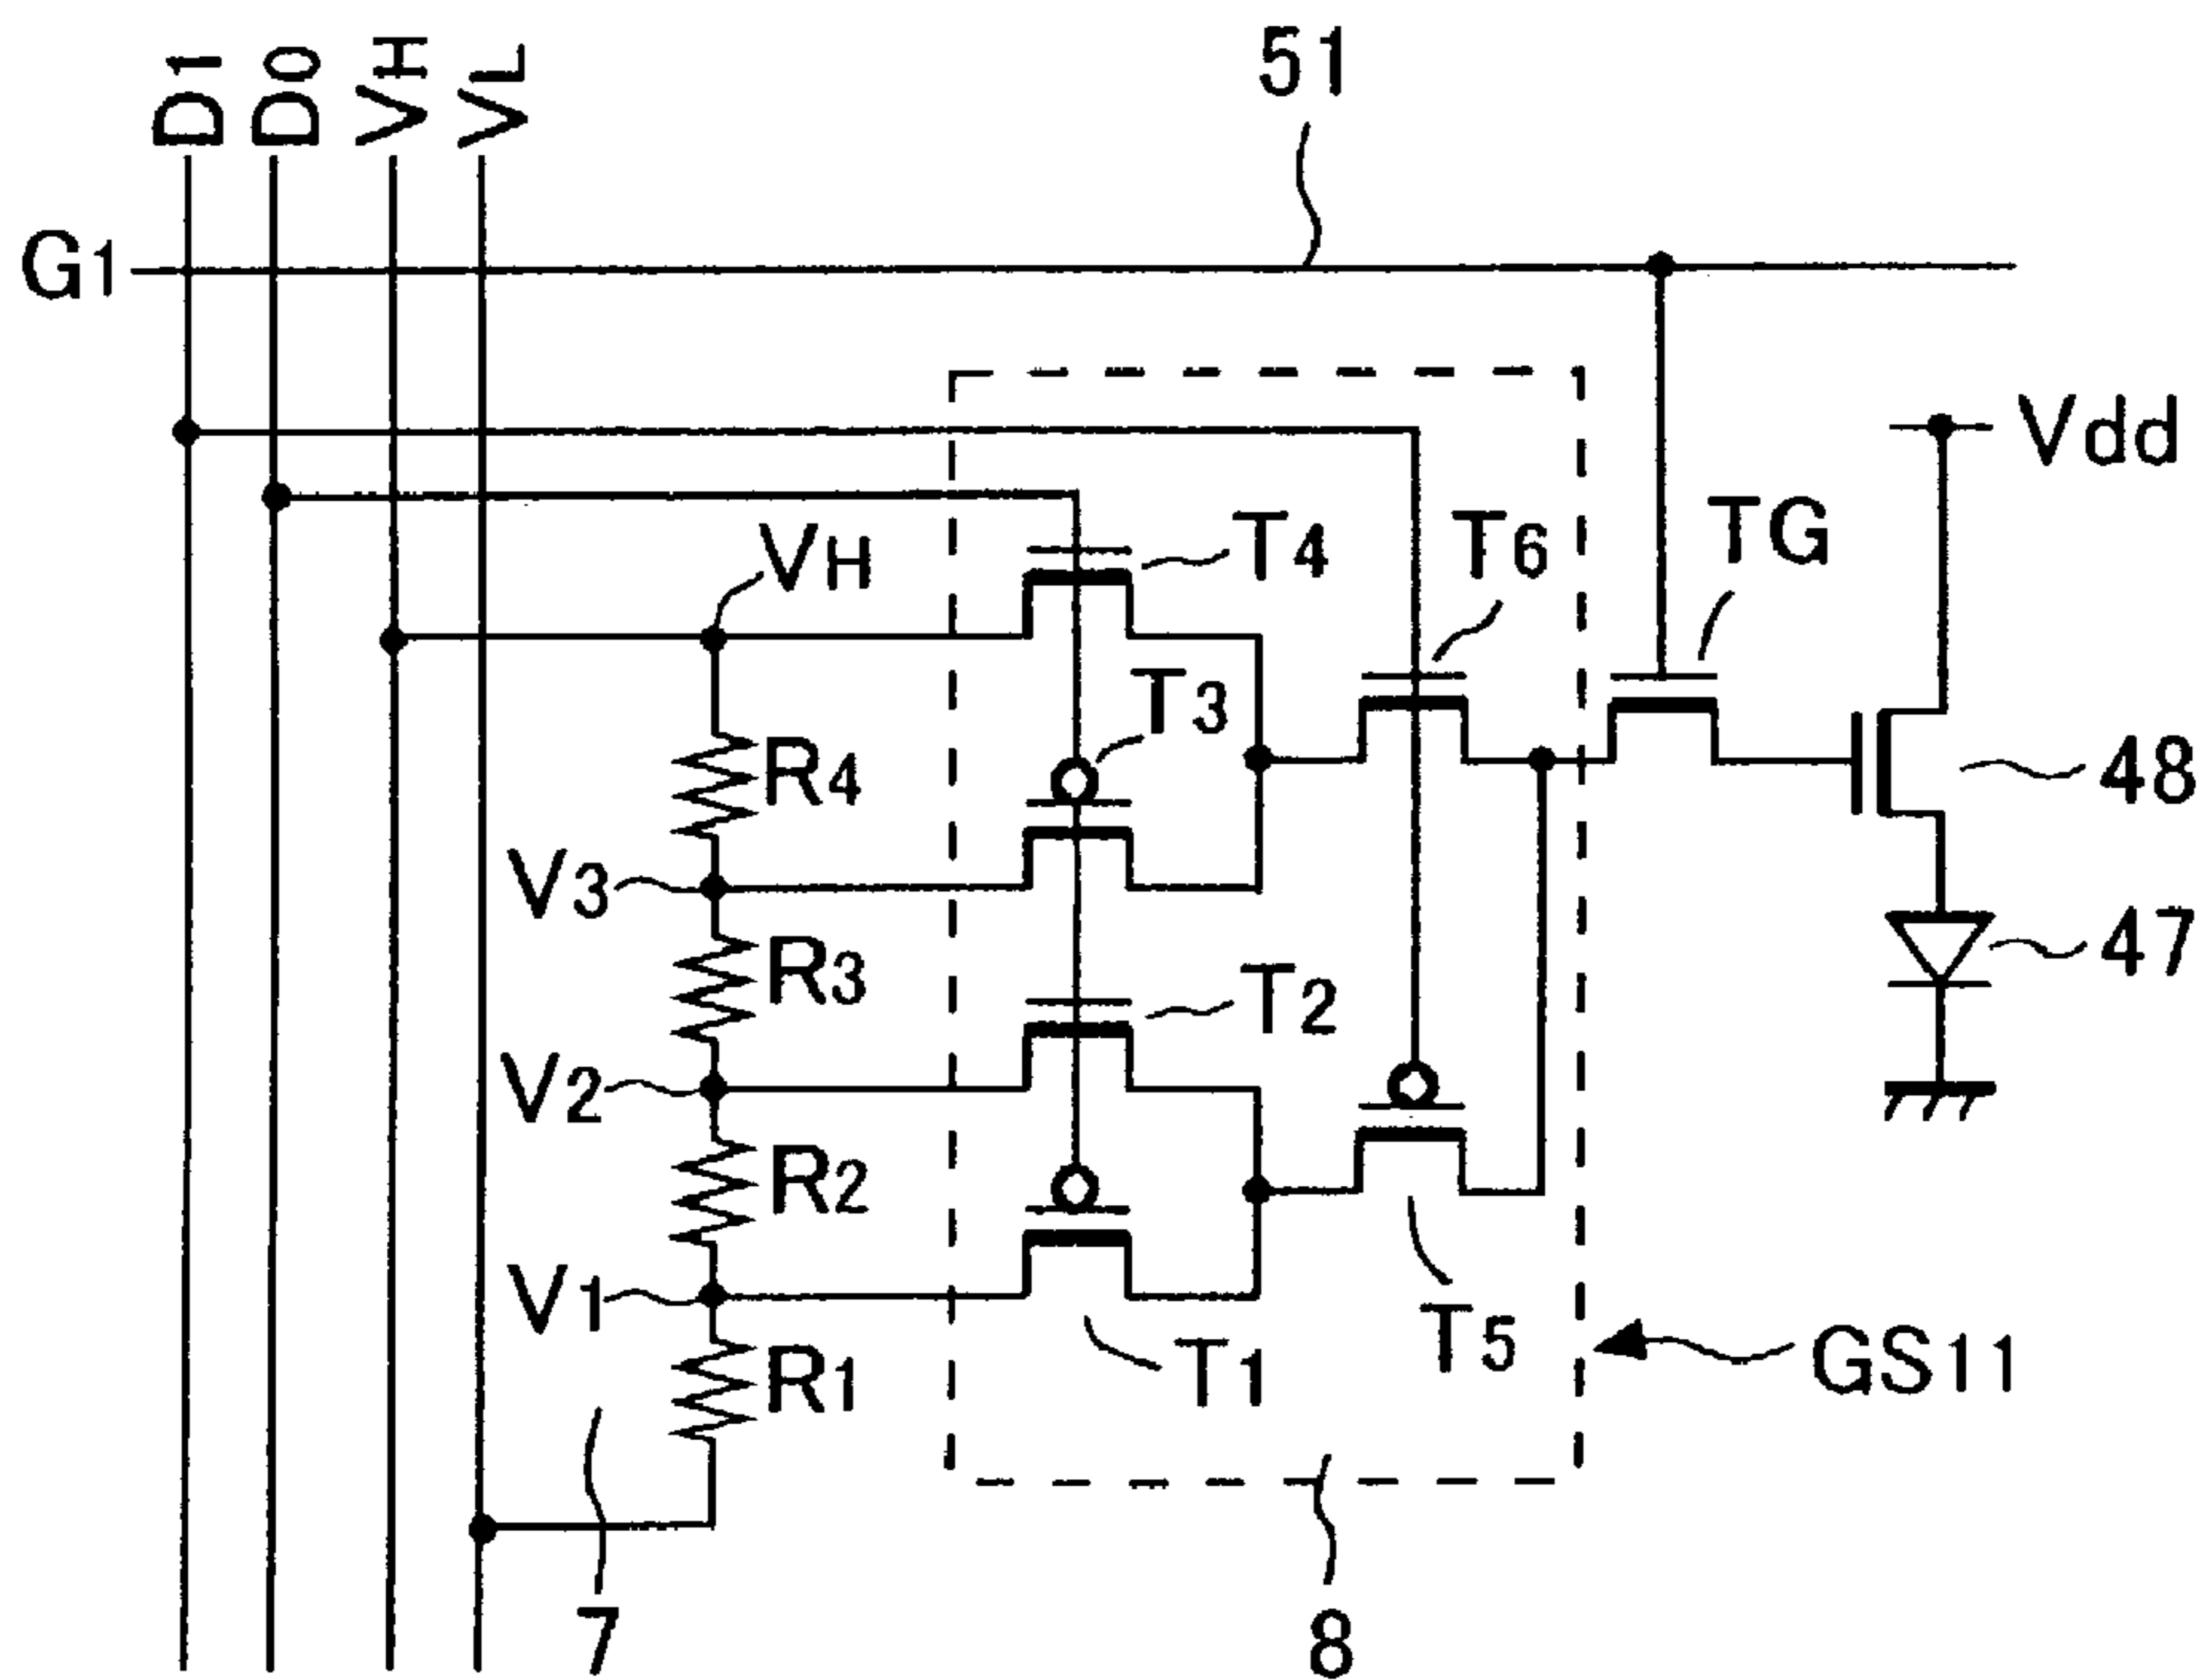 D1
D0
VH
VL
51
G1
Vdd
VH
T4
T6
TG
T3
R4
48
V3
R3
47
T2
V2
R2
V1
R1
T1
T5
GS11
7
8